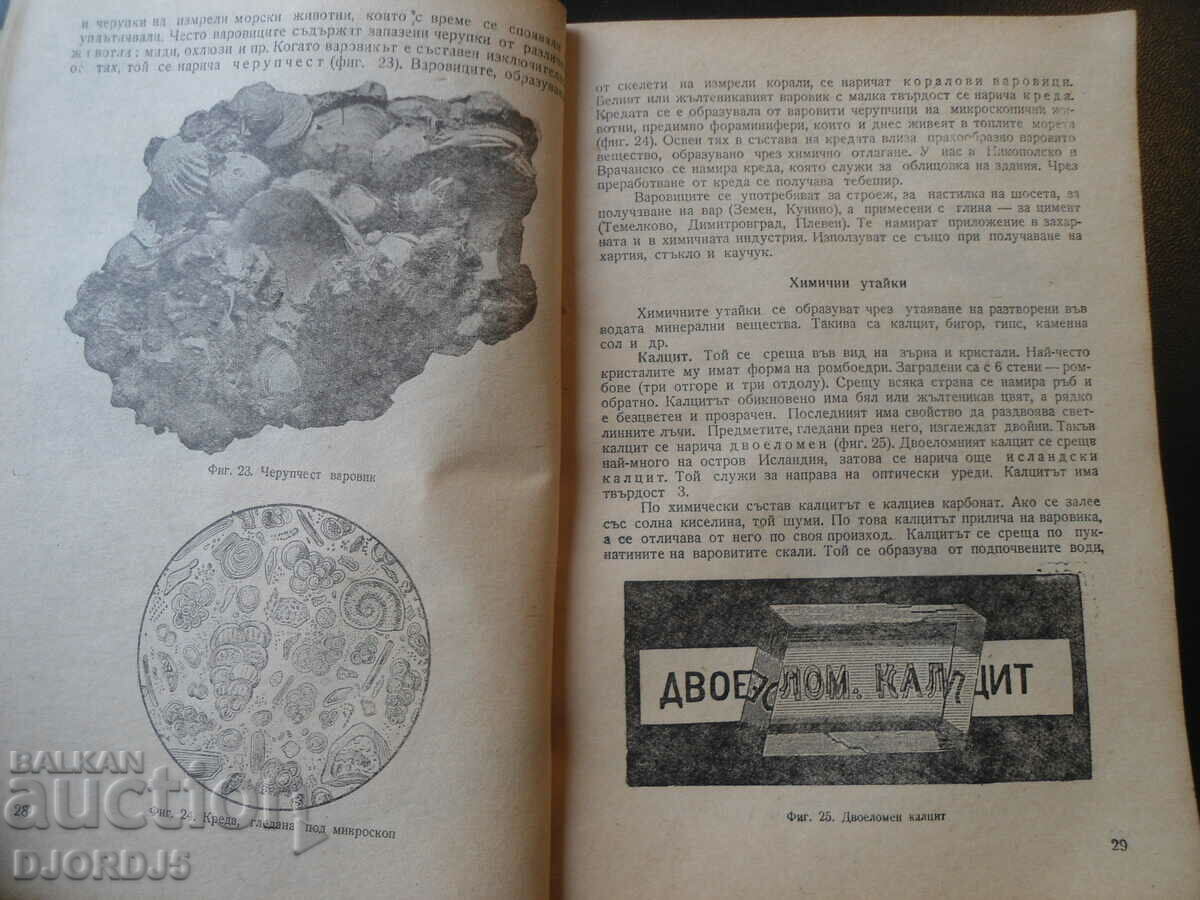 и черупки на измрели морски животни, които с време се споявали
уплътчвали. Често варовиците съдържат запазени черупки от различни
животни: миди, охлюзи и пр. Когато варовикът е съставен изключително
от тях, той се нарича черупчест (фиг. 23). Варовиците, образувани
Фиг. 23. Черупчест варовик
28
Фиг. 24. Креда, гледана под микроскоп
от скелети на измрели корали, се наричат коралови варовици.
Белият или жълтеникавият варовик с малка твърдост се нарича креда.
Кредата се е образувала от варовити черупчици на микроскопични жи-
вотни, предимно фораминифери, които и днес живеят в топлите морета
(фиг. 24). Освен тях в състава на кредата влиза прахообразно варовито
вещество, образувано чрез химично отлагане. У нас в Никополско и
Врачанско се намира креда, която служи за облицовка на здания. Чрез
преработване от креда се получава тебешир.
Варовиците се употребяват за строеж, за настилка на шосета, за
получзване на вар (Земен, Кунино), а примесени с глина — за цимент
(Темелково, Димитровград, Плевен). Те намират приложение в захар-
ната и в химичната индустрия. Използуват се също при получаване на
хартия, стъкло и каучук.
Химични утайки
Химичните утайки се образуват чрез утаяване на разтворени във
водата минерални вещества. Такива са калцит, бигор, гипс, каменна
сол и др.
Калцит. Той се среща във вид на зърна и кристали. Най-често
кристалите му имат форма на ромбоедри. Заградени са с 6 стени — ром-
бове (три отгоре и три отдолу). Срещу всяка страна се намира ръб и
обратно. Калцитът обикновено има бял или жълтеникав цвят, а рядко
е безцветен и прозрачен. Последният има свойство да раздвоява свет-
линните лъчи. Предметите, гледани през него, изглеждат двойни. Такъв
калцит се нарича двоеломен (фиг. 25). Двоеломният калцит се среща
най-много на остров Исландия, затова се нарича още исландски
калцит. Той служи за направа на оптически уреди. Калцитът има
твърдост 3.
По химически състав калцитът е калциев карбонат. Ако се залее
със солна киселина, той шуми. По това калцитът прилича на варовика,
а се отличава от него по своя произход. Калцитът се среща по пук-
натините на варовитите скали. Той се образува от подпочвените води,
ДВОЕЛОМ. КАЛЦИТ
Фиг. 25. Двоеломен калцит
29
BALKAN
auction
DJORDJ5